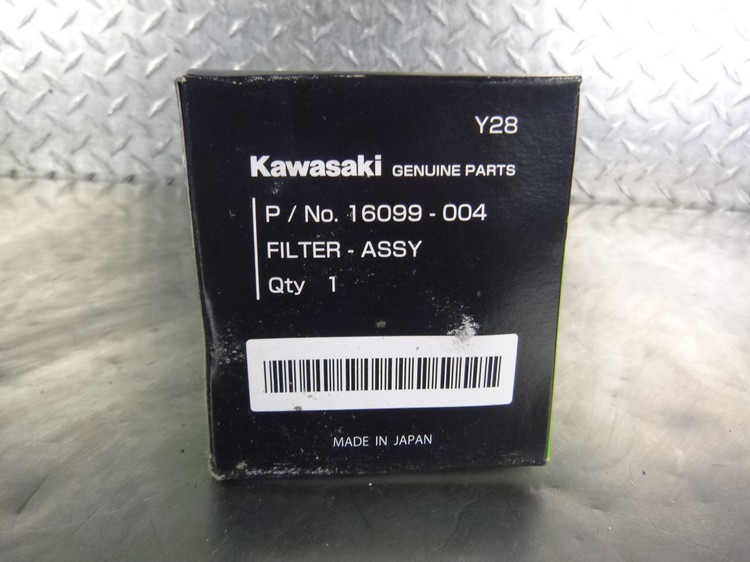 Y28
Kawasaki GENUINE PARTS
P / No. 16099 - 004
FILTER - ASSY
Qty 1
MADE IN JAPAN